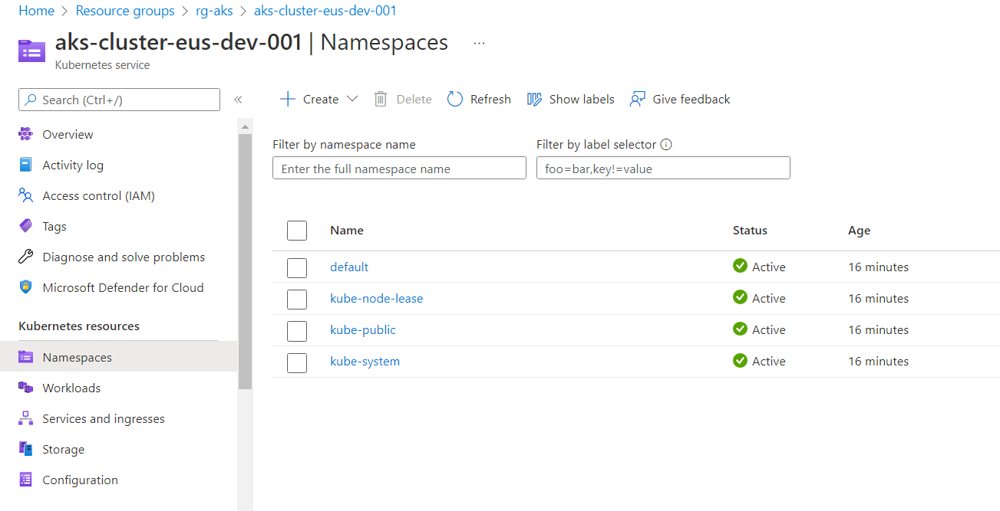 Home > Resource groups > rg-aks > aks-cluster-eus-dev-001
aks-cluster-eus-dev-001 | Namespaces ...
Kubernetes service
Search (Ctrl+/) «
Overview
Activity log
Access control (IAM)
Tags
Diagnose and solve problems
Microsoft Defender for Cloud
Kubernetes resources
Namespaces
Workloads
Services and ingresses
Storage
Configuration
Create Delete Refresh Show labels Give feedback
Filter by namespace name Filter by label selector
Enter the full namespace name foo=bar,key!=value
Name Status Age
default Active 16 minutes
kube-node-lease Active 16 minutes
kube-public Active 16 minutes
kube-system Active 16 minutes